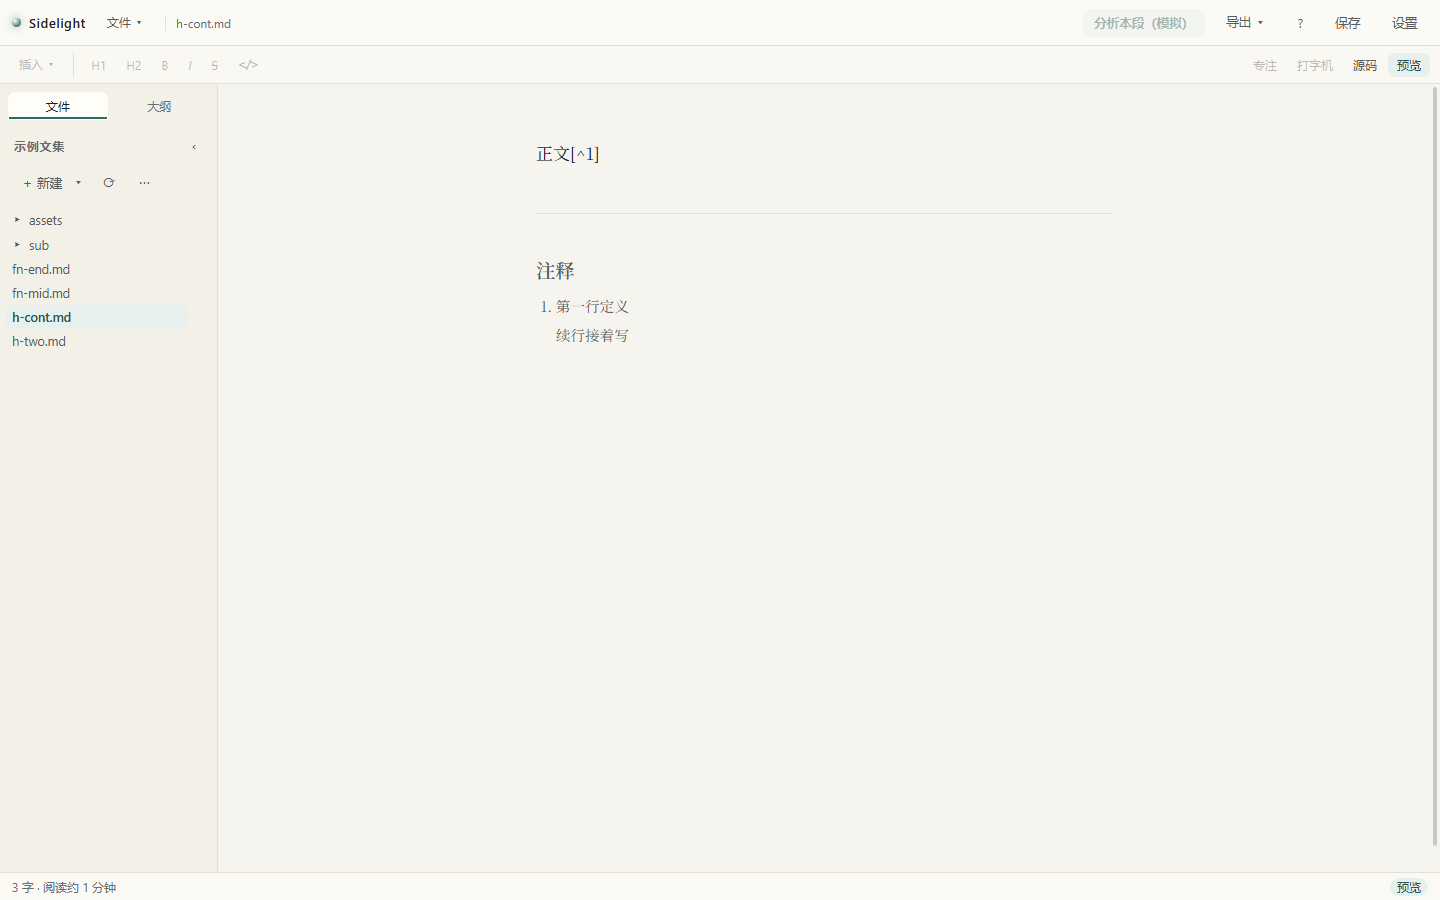 Sidelight 文件 ▾ h-cont.md 分析本段（模拟） 导出 ▾ ? 保存 设置
插入 ▾ H1 H2 B I S </> 专注 打字机 源码 预览
文件 大纲
示例文集 ‹
+ 新建 ▾ ⟳ ···
▸ assets
▸ sub
fn-end.md
fn-mid.md
h-cont.md
h-two.md
正文[^1]
注释
1. 第一行定义
续行接着写
3 字 · 阅读约 1 分钟 预览